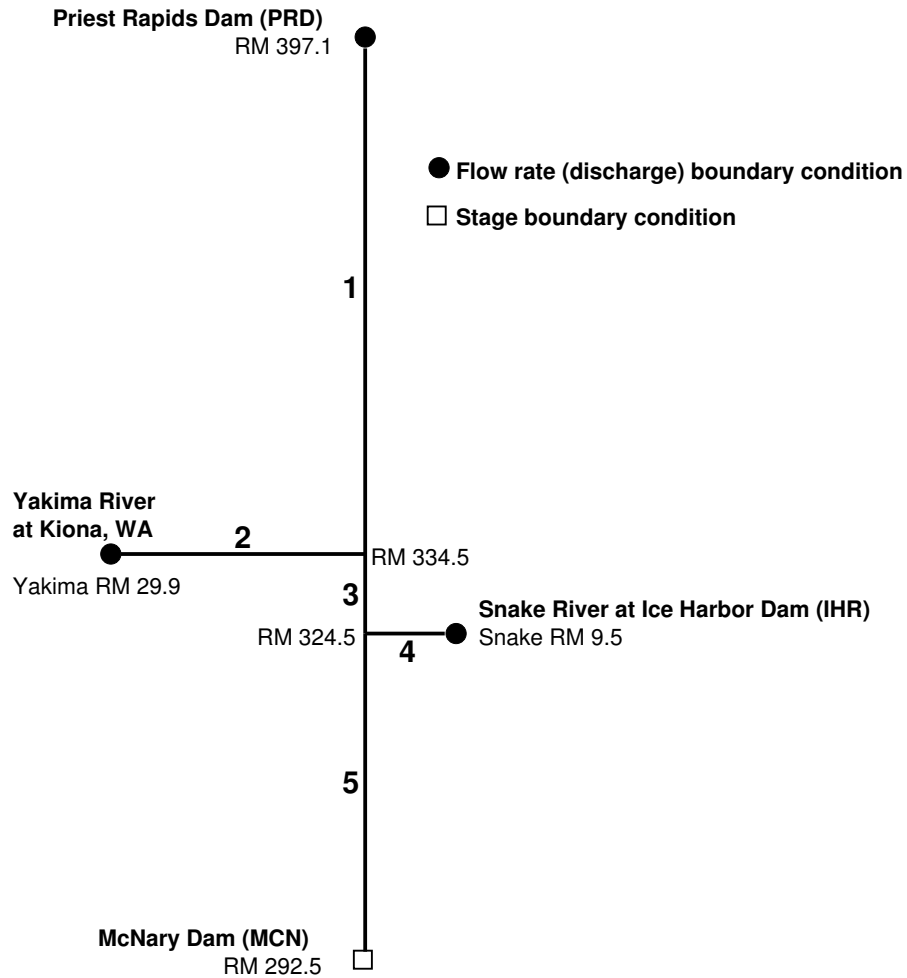 Priest Rapids Dam (PRD)
RM 397.1
Flow rate (discharge) boundary condition
Stage boundary condition
1
Yakima River
at Kiona, WA
2
RM 334.5
Yakima RM 29.9
3
Snake River at Ice Harbor Dam (IHR)
RM 324.5
Snake RM 9.5
4
5
McNary Dam (MCN)
RM 292.5